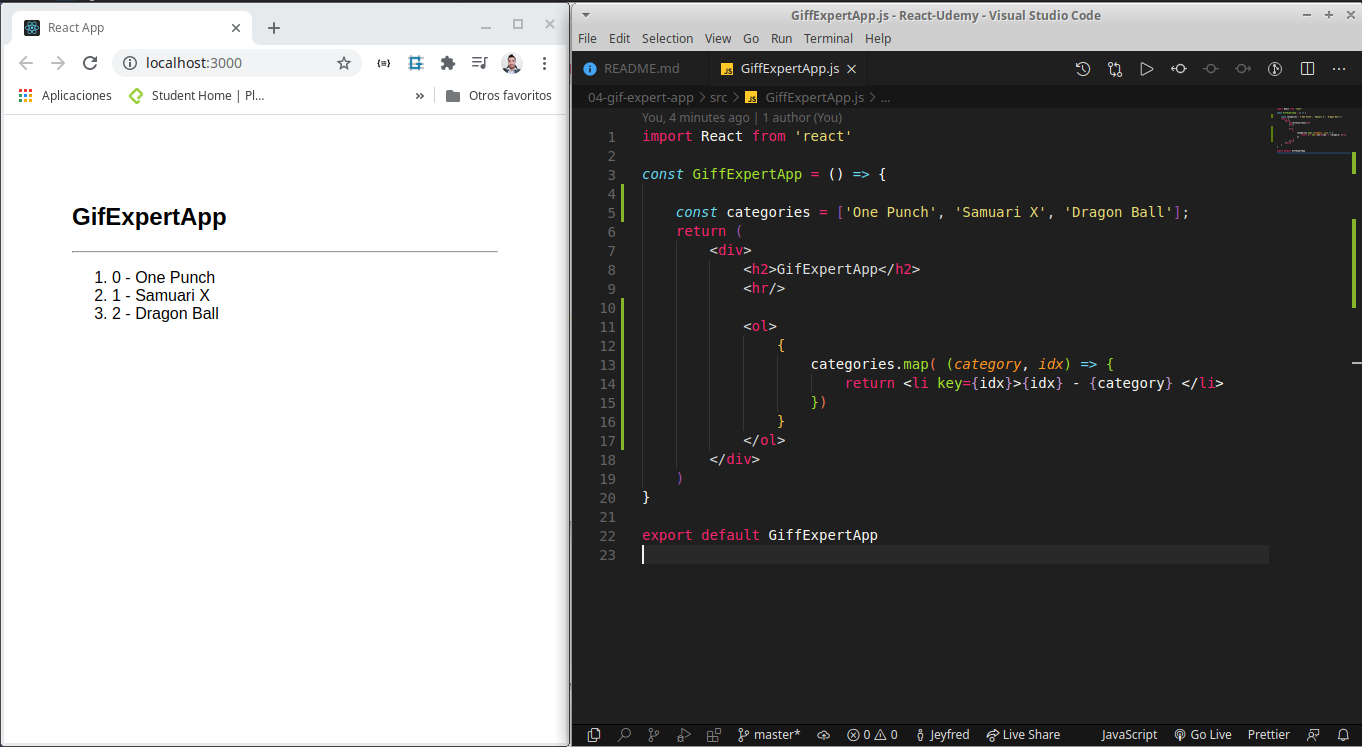 React App
localhost:3000
Aplicaciones
Student Home | Pl...
»
Otros favoritos
GifExpertApp
1. 0 - One Punch
2. 1 - Samuari X
3. 2 - Dragon Ball
GiffExpertApp.js - React-Udemy - Visual Studio Code
File Edit Selection View Go Run Terminal Help
README.md
JS GiffExpertApp.js
04-gif-expert-app > src > JS GiffExpertApp.js > ...
You, 4 minutes ago | 1 author (You)
1 import React from 'react'
2
3 const GiffExpertApp = () => {
4
5 const categories = ['One Punch', 'Samuari X', 'Dragon Ball'];
6 return (
7 <div>
8 <h2>GifExpertApp</h2>
9 <hr/>
10
11 <ol>
12 {
13 categories.map( (category, idx) => {
14 return <li key={idx}>{idx} - {category} </li>
15 })
16 }
17 </ol>
18 </div>
19 )
20 }
21
22 export default GiffExpertApp
23
master* 0 0 Jeyfred Live Share JavaScript Go Live Prettier